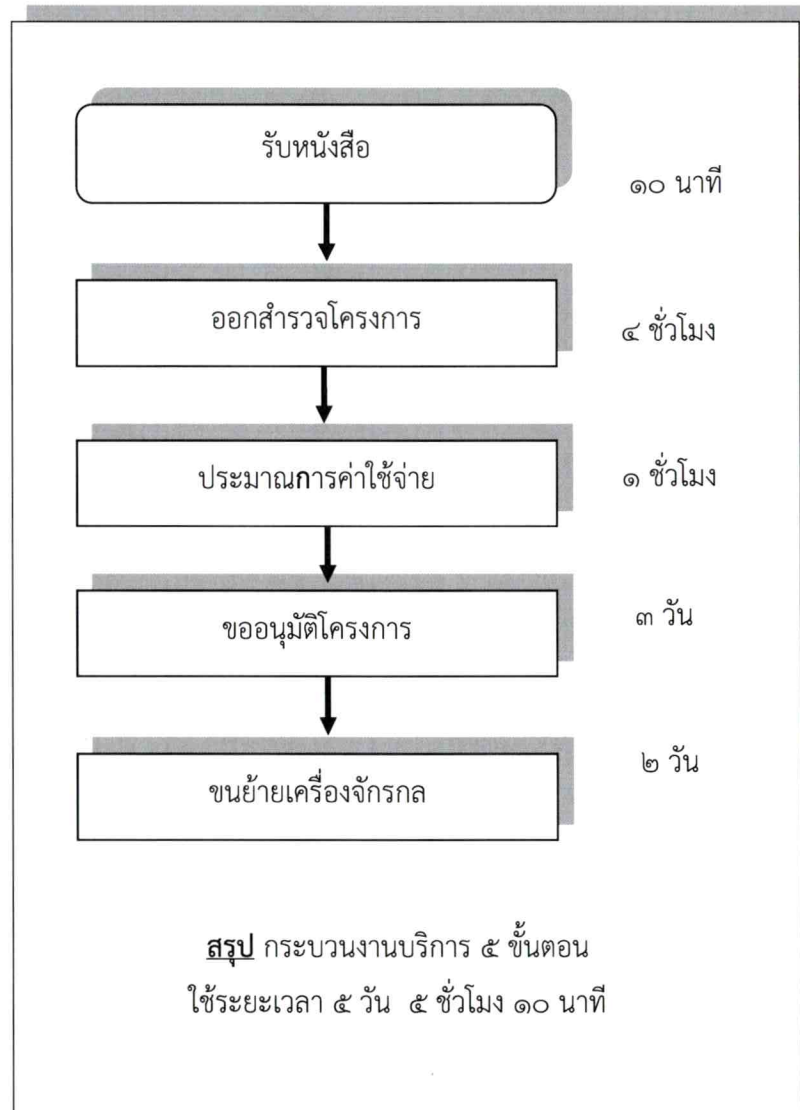 รับหนังสือ
๑๐ นาที
ออกสำรวจโครงการ
๔ ชั่วโมง
ประมาณการค่าใช้จ่าย
๑ ชั่วโมง
ขออนุมัติโครงการ
๓ วัน
ขนย้ายเครื่องจักรกล
๒ วัน
สรุป กระบวนงานบริการ ๕ ขั้นตอน
ใช้ระยะเวลา ๕ วัน ๕ ชั่วโมง ๑๐ นาที